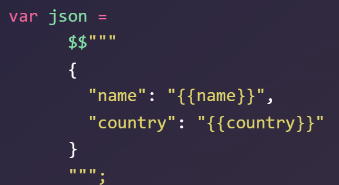 var json =
$$"""
{
"name": "{{name}}",
"country": "{{country}}"
}
""";